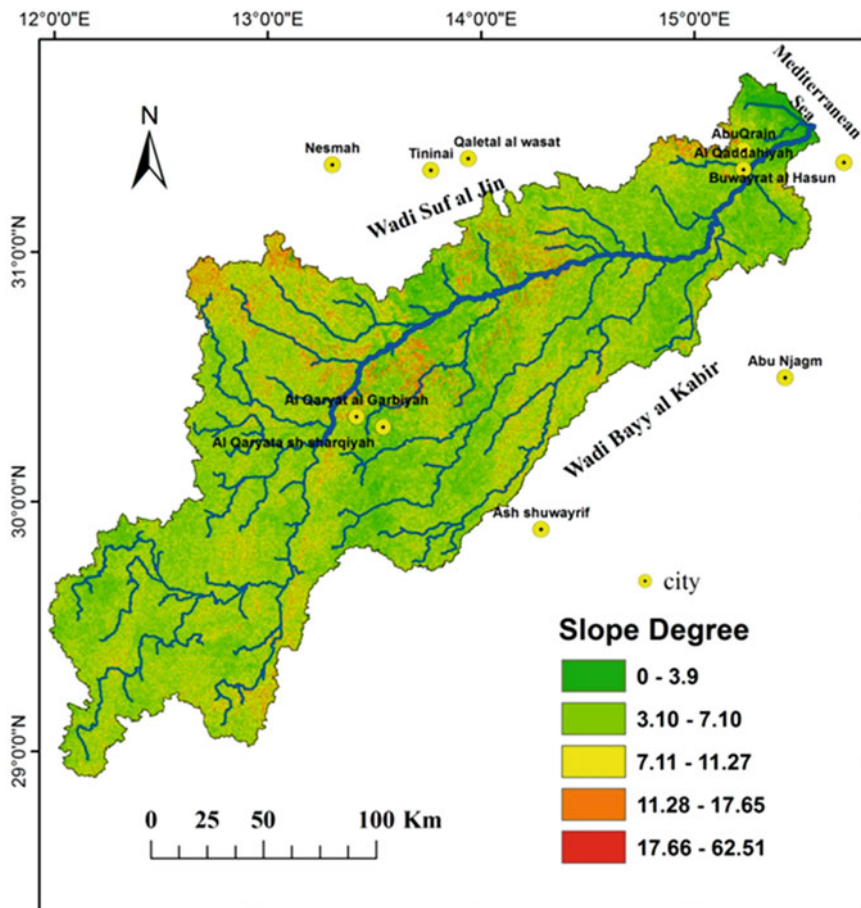 12°0'0"E
13°0'0"E
14°0'0"E
15°0'0"E
Mediterranean
Sea
N
Nesmah
Tininai
Qaletal al wasat
AbuQrajn
Al Qaddahiyah
Buwayrat al Hasun
Wadi Suf al Jin
31°0'0"N
Abu Njagm
Al Qaryat al Garbiyah
Al Qaryata sh sharqiyah
Wadi Bayy al Kabir
30°0'0"N
Ash shuwayrif
city
Slope Degree
0 - 3.9
3.10 - 7.10
7.11 - 11.27
11.28 - 17.65
17.66 - 62.51
29°0'0"N
0 25 50 100 Km